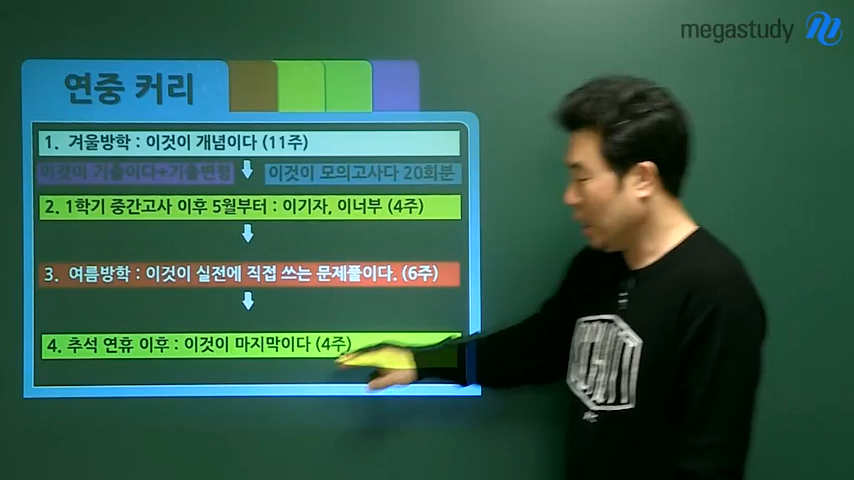 megastudy
연중 커리
1. 겨울방학 : 이것이 개념이다 (11주)
이것이 기출이다+기출변형
이것이 모의고사다 20회분
2. 1학기 중간고사 이후 5월부터 : 이기자, 이너부 (4주)
3. 여름방학 : 이것이 실전에 직접 쓰는 문제풀이다. (6주)
4. 추석 연휴 이후 : 이것이 마지막이다 (4주)